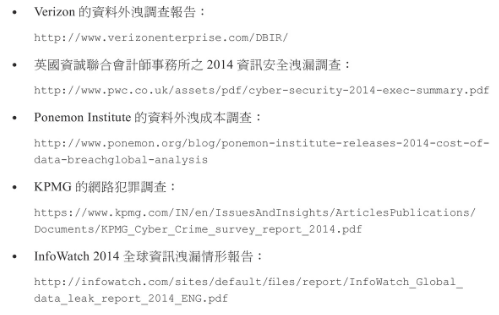 • Verizon 的資料外洩調查報告：
http://www.verizonenterprise.com/DBIR/
• 英國資誠聯合會計師事務所之 2014 資訊安全洩漏調查：
http://www.pwc.co.uk/assets/pdf/cyber-security-2014-exec-summary.pdf
• Ponemon Institute 的資料外洩成本調查：
http://www.ponemon.org/blog/ponemon-institute-releases-2014-cost-of-
data-breachglobal-analysis
• KPMG 的網路犯罪調查：
https://www.kpmg.com/IN/en/IssuesAndInsights/ArticlesPublications/
Documents/KPMG_Cyber_Crime_survey_report_2014.pdf
• InfoWatch 2014 全球資訊洩漏情形報告：
http://infowatch.com/sites/default/files/report/InfoWatch_Global_
data_leak_report_2014_ENG.pdf